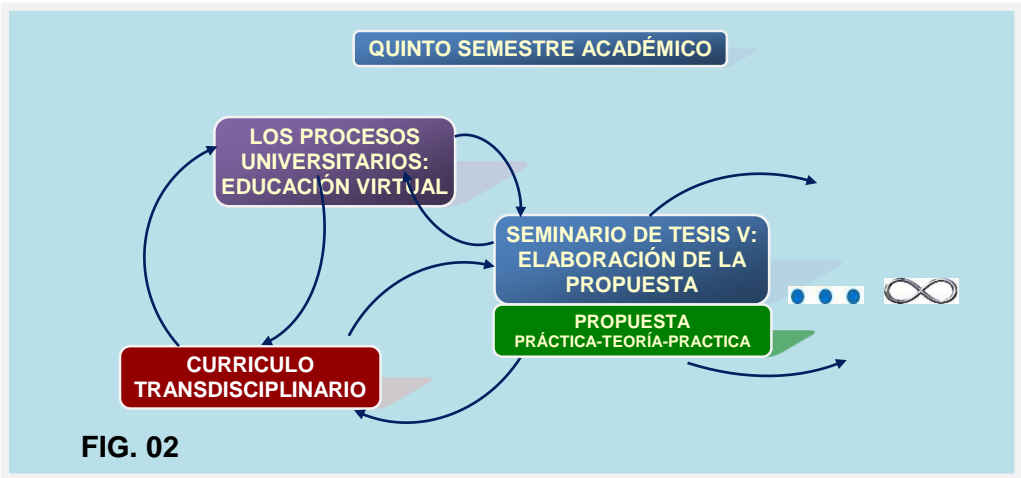 QUINTO SEMESTRE ACADÉMICO
LOS PROCESOS
UNIVERSITARIOS:
EDUCACIÓN VIRTUAL
SEMINARIO DE TESIS V:
ELABORACIÓN DE LA
PROPUESTA
PROPUESTA
PRÁCTICA-TEORÍA-PRACTICA
CURRICULO
TRANSDISCIPLINARIO
FIG. 02